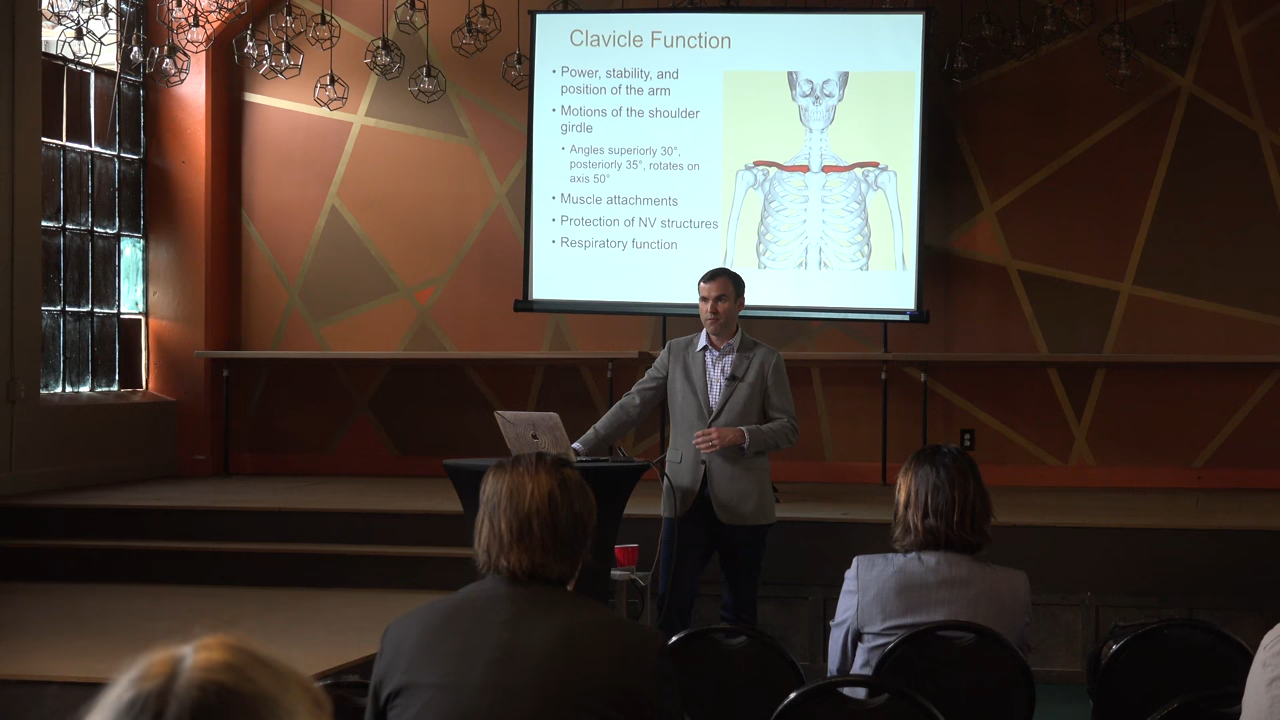 Clavicle Function
• Power, stability, and
position of the arm
• Motions of the shoulder
girdle
• Angles superiorly 30°,
posteriorly 35°, rotates on
axis 50°
• Muscle attachments
• Protection of NV structures
• Respiratory function